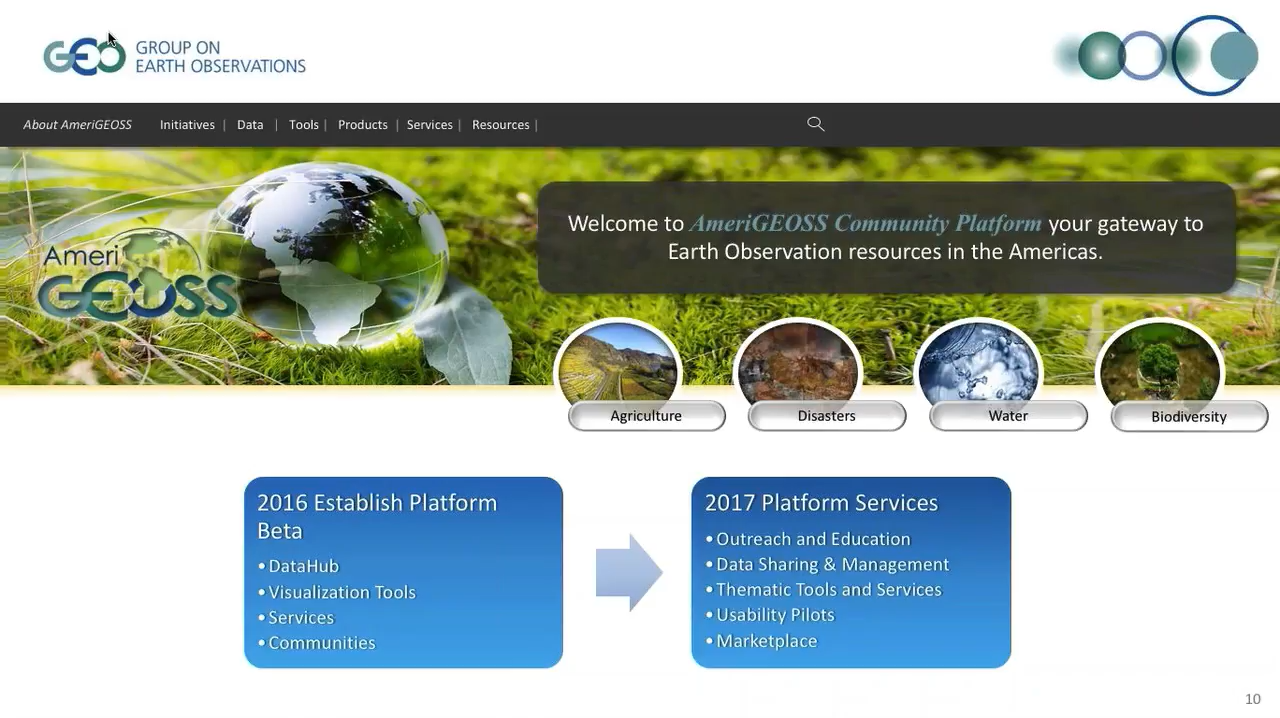 GEO GROUP ON
EARTH OBSERVATIONS
About AmeriGEOSS Initiatives | Data | Tools | Products | Services | Resources |
Welcome to AmeriGEOSS Community Platform your gateway to
Earth Observation resources in the Americas.
Ameri
GEOSS
Agriculture
Disasters
Water
Biodiversity
2016 Establish Platform
Beta
•DataHub
•Visualization Tools
•Services
•Communities
2017 Platform Services
•Outreach and Education
•Data Sharing & Management
•Thematic Tools and Services
•Usability Pilots
•Marketplace
10